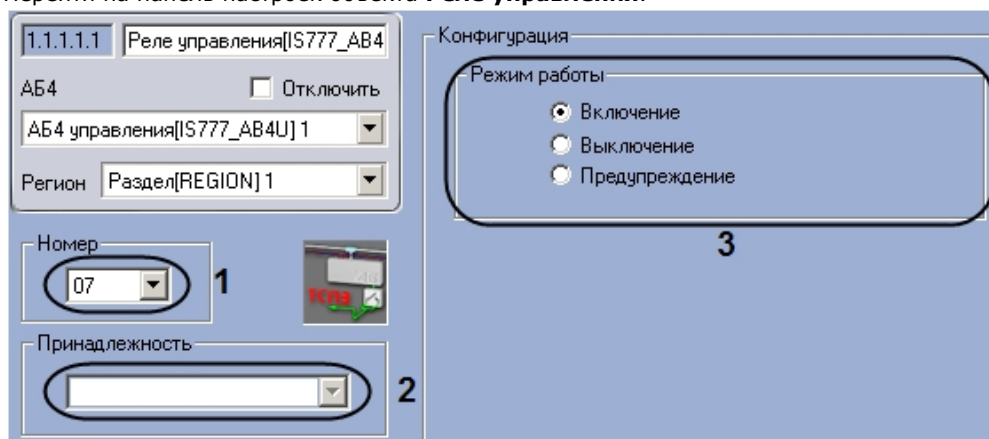 Перейти на панель настроек объекта Реле управления.
1.1.1.1.1 Реле управления[IS777_AB4
АБ4 Отключить
АБ4 управления[IS777_AB4U] 1
Регион Раздел[REGION] 1
Номер
07
1
Принадлежность
2
Конфигурация
Режим работы
Включение
Выключение
Предупреждение
3